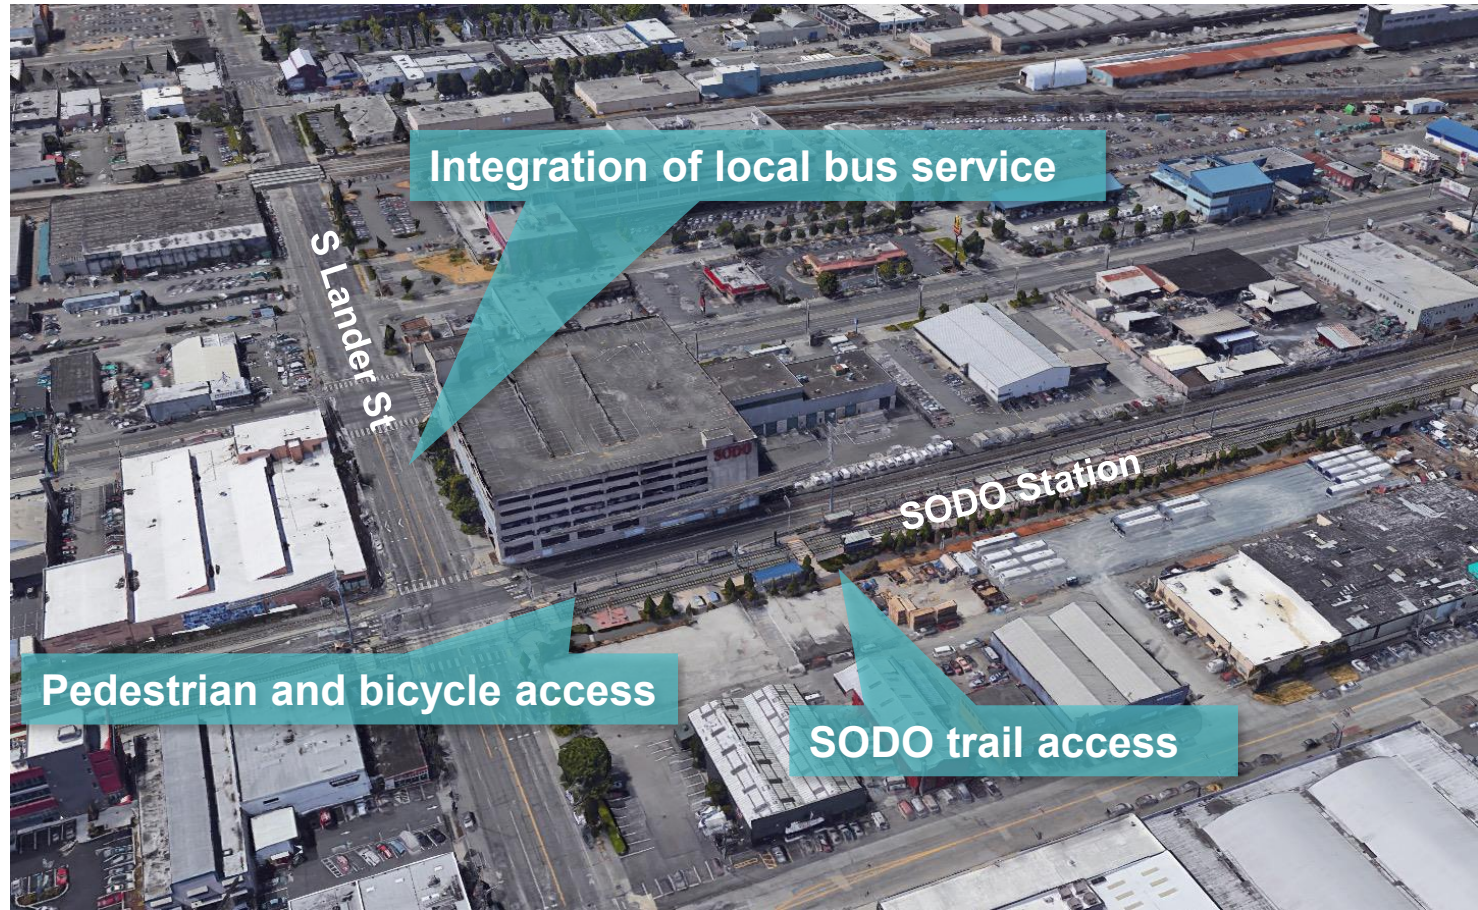 Integration of local bus service
S Lander St
SODO
SODO Station
Pedestrian and bicycle access
SODO trail access